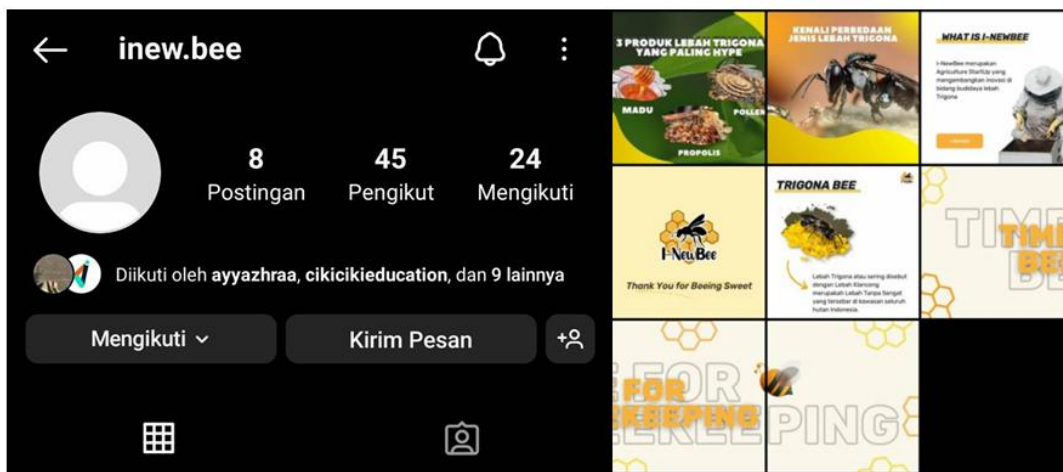 inew.bee
8
Postingan
45
Pengikut
24
Mengikuti
Diikuti oleh ayyazhraa, cikicikieducation, dan 9 lainnya
Mengikuti
Kirim Pesan
3 PRODUK LEBAH TRIGONA
YANG PALING HYPE
MADU
POLLEN
PROPOLIS
KENALI PERBEDAAN
JENIS LEBAH TRIGONA
WHAT IS I-NEWBEE
I-NewBee merupakan
Agriculture StartUp yang
mengembangkan inovasi di
bidang budidaya lebah
Trigona
I-NewBee
Thank You for Beeing Sweet
TRIGONA BEE
Lebah Trigona atau sering disebut
dengan Lebah Klanceng
merupakah Lebah Tanpa Sengat
yang tersebar di kawasan seluruh
hutan Indonesia.
TIME
BE
FOR
EKEEPING